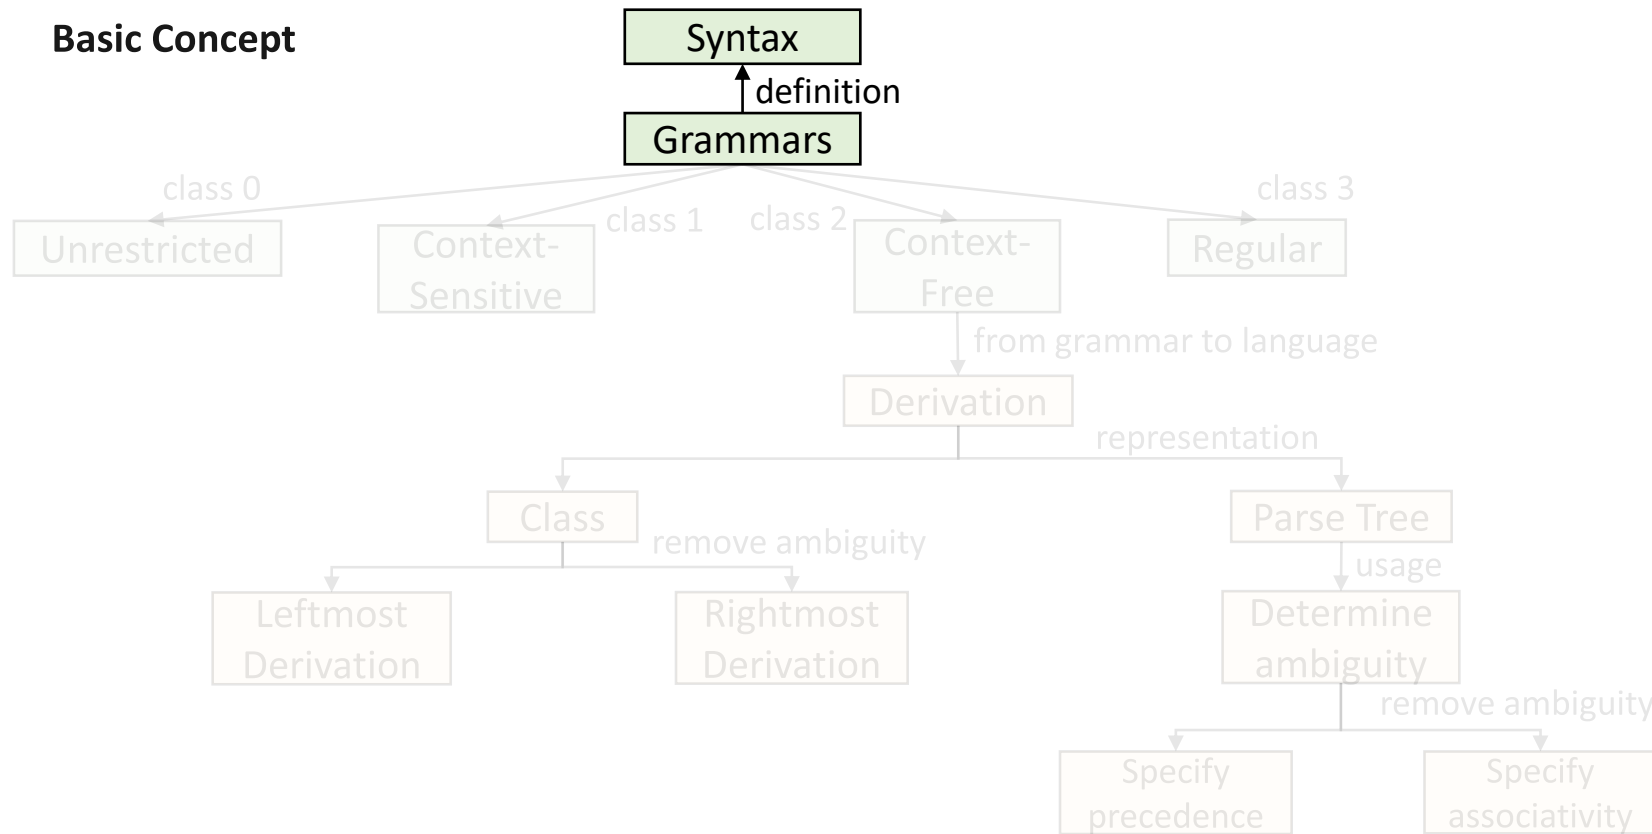 Basic Concept
Syntax
definition
Grammars
class 0
class 1
class 2
class 3
Unrestricted
Context-
Sensitive
Context-
Free
Regular
from grammar to language
Derivation
representation
Class
Parse Tree
remove ambiguity
usage
Leftmost
Derivation
Rightmost
Derivation
Determine
ambiguity
remove ambiguity
Specify
precedence
Specify
associativity